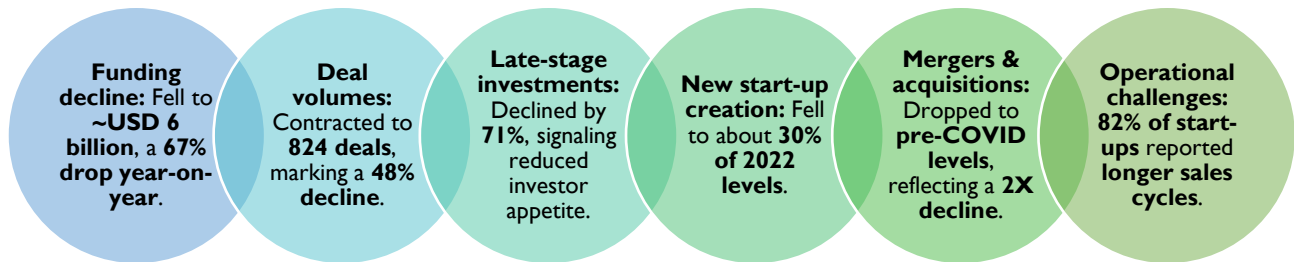 Funding
decline: Fell to
~USD 6
billion, a 67%
drop year-on-
year.
Deal
volumes:
Contracted to
824 deals,
marking a 48%
decline.
Late-stage
investments:
Declined by
71%, signaling
reduced
investor
appetite.
New start-up
creation: Fell
to about 30%
of 2022
levels.
Mergers &
acquisitions:
Dropped to
pre-COVID
levels,
reflecting a 2X
decline.
Operational
challenges:
82% of start-
ups reported
longer sales
cycles.